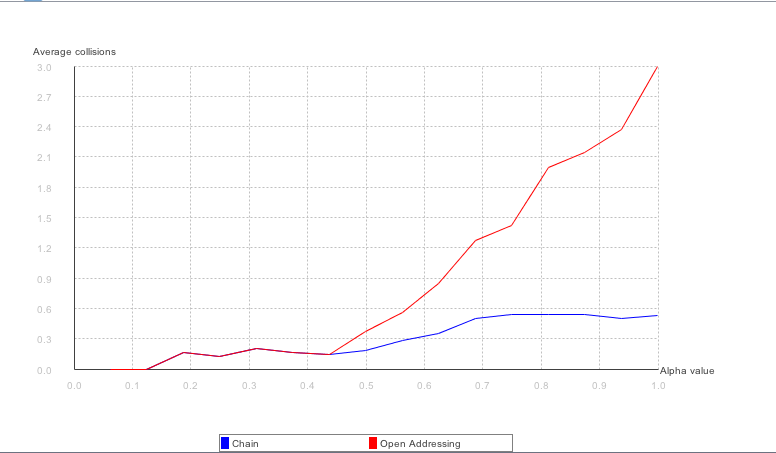 Average collisions
3.0
2.7
2.4
2.1
1.8
1.5
1.2
0.9
0.6
0.3
0.0
Alpha value
0.0 0.1 0.2 0.3 0.4 0.5 0.6 0.7 0.8 0.9 1.0
Chain Open Addressing